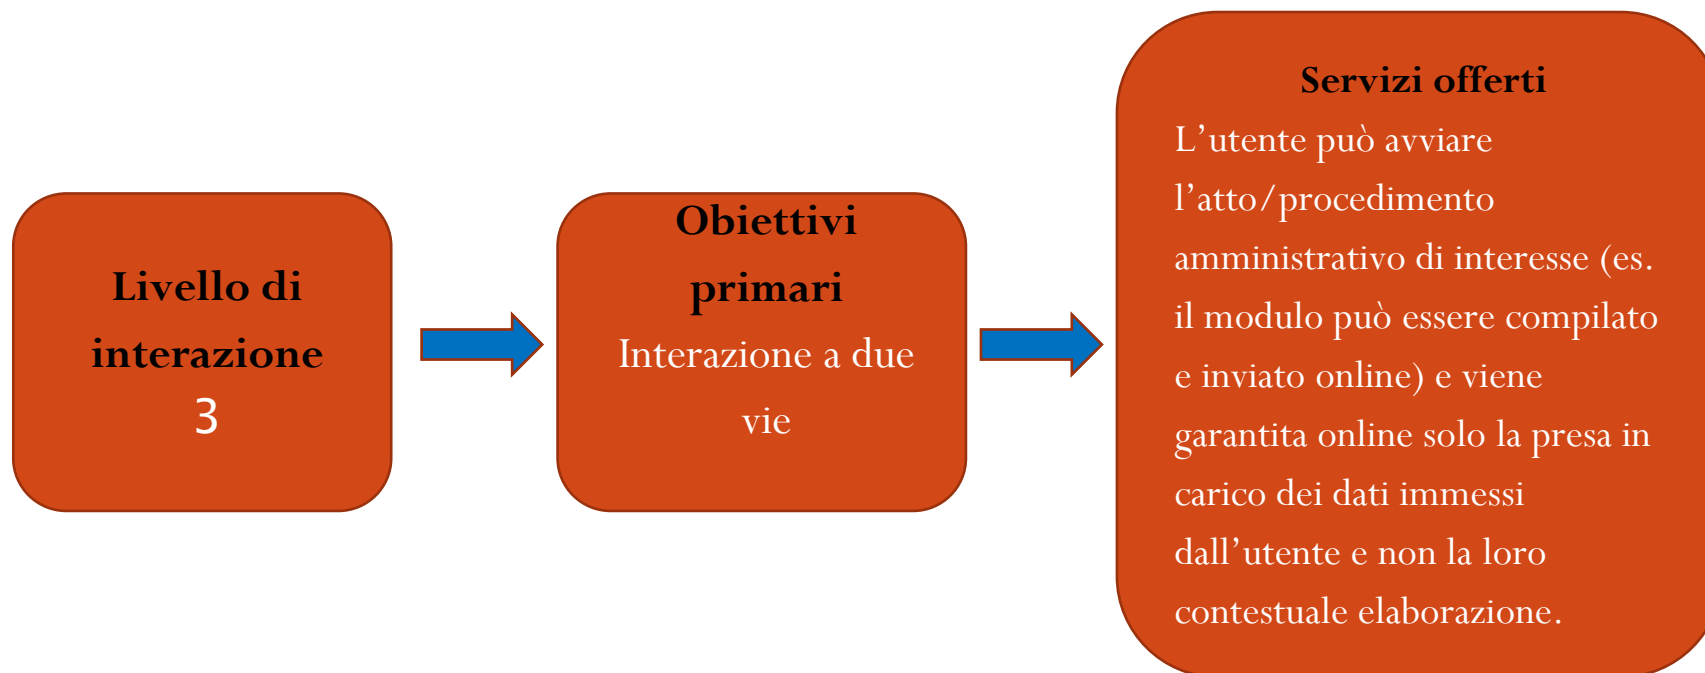 Livello di
interazione
3
Obiettivi
primari
Interazione a due
vie
Servizi offerti
L’utente può avviare
l’atto/procedimento
amministrativo di interesse (es.
il modulo può essere compilato
e inviato online) e viene
garantita online solo la presa in
carico dei dati immessi
dall’utente e non la loro
contestuale elaborazione.